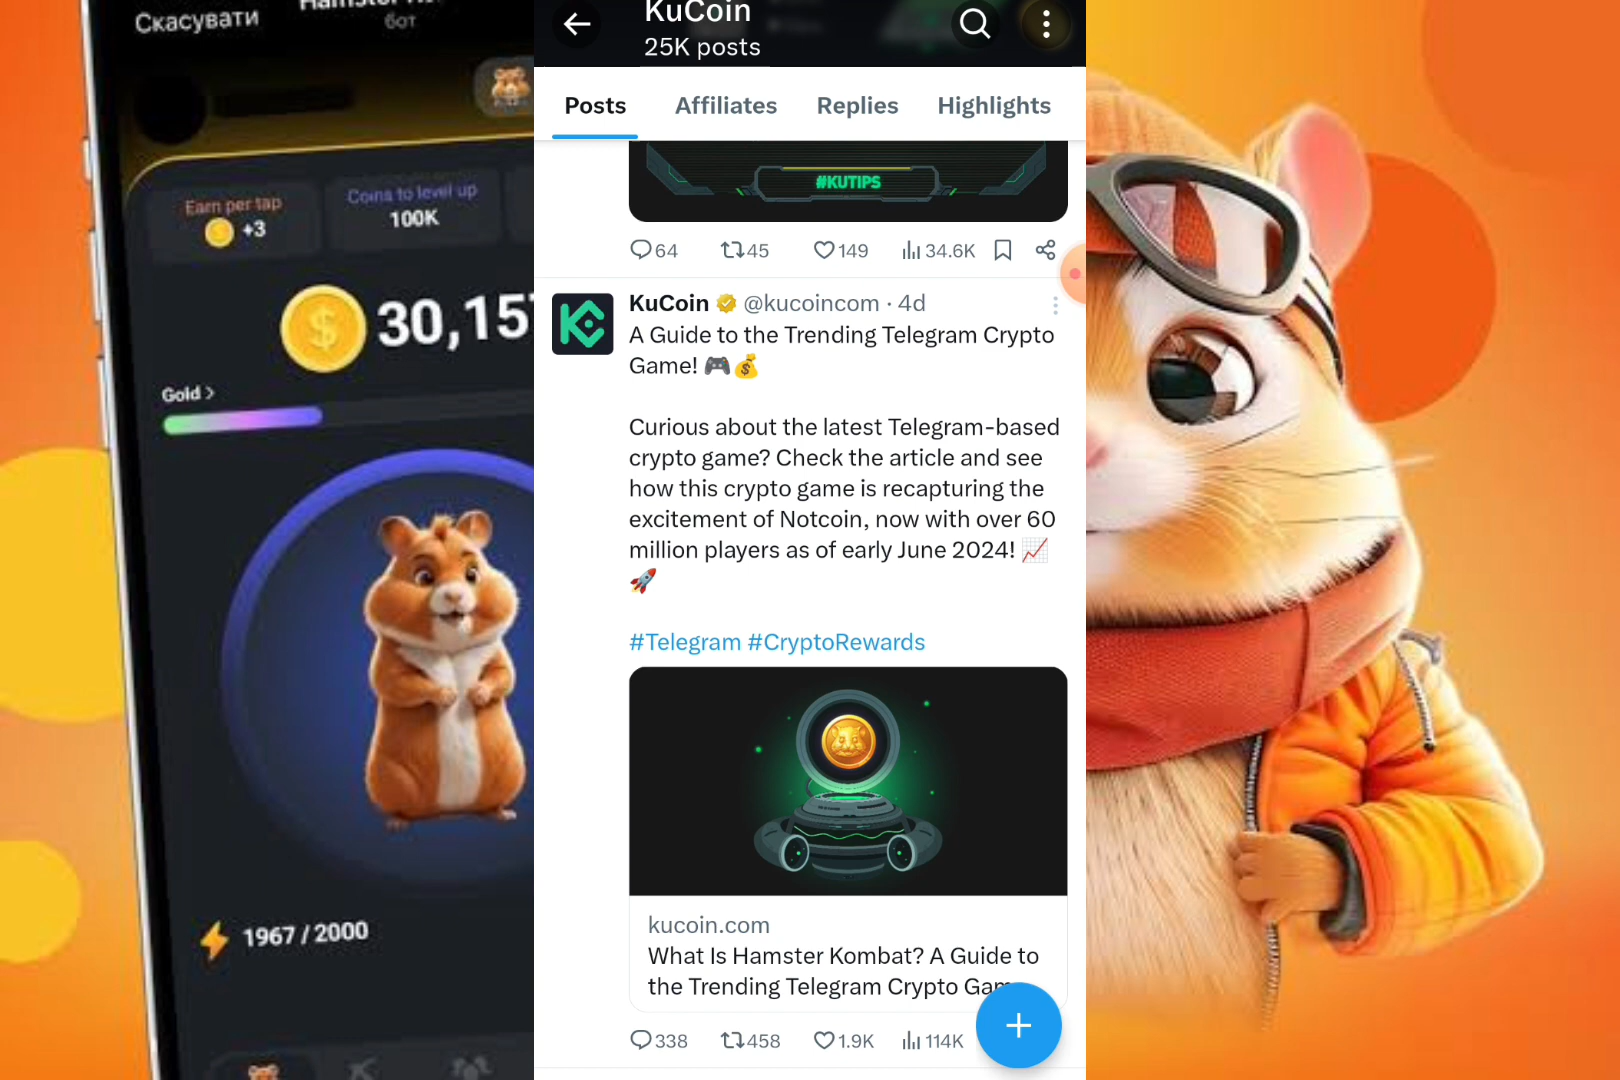 Скасувати
бот
Earn per tap
+3
Coins to level up
100K
30,157
Gold >
1967 / 2000
KuCoin
25K posts
Posts
Affiliates
Replies
Highlights
#KUTIPS
64
45
149
34.6K
KuCoin @kucoincom · 4d
A Guide to the Trending Telegram Crypto
Game! 🎮💰
Curious about the latest Telegram-based
crypto game? Check the article and see
how this crypto game is recapturing the
excitement of Notcoin, now with over 60
million players as of early June 2024! 📈
🚀
#Telegram #CryptoRewards
kucoin.com
What Is Hamster Kombat? A Guide to
the Trending Telegram Crypto
338
458
1.9K
114K